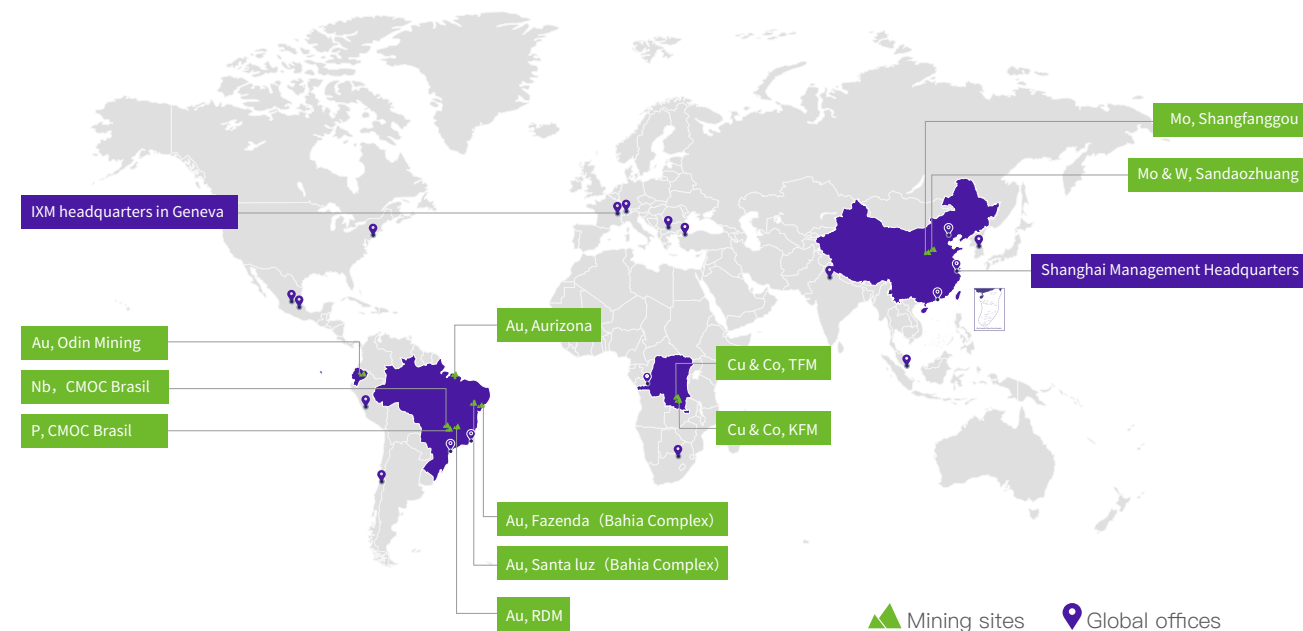 Mo, Shangfanggou
Mo & W, Sandaozhuang
IXM headquarters in Geneva
Shanghai Management Headquarters
Au, Aurizona
Au, Odin Mining
Cu & Co, TFM
Nb，CMOC Brasil
P, CMOC Brasil
Cu & Co, KFM
Au, Fazenda（Bahia Complex）
Au, Santa luz（Bahia Complex）
Au, RDM
Mining sites
Global offices